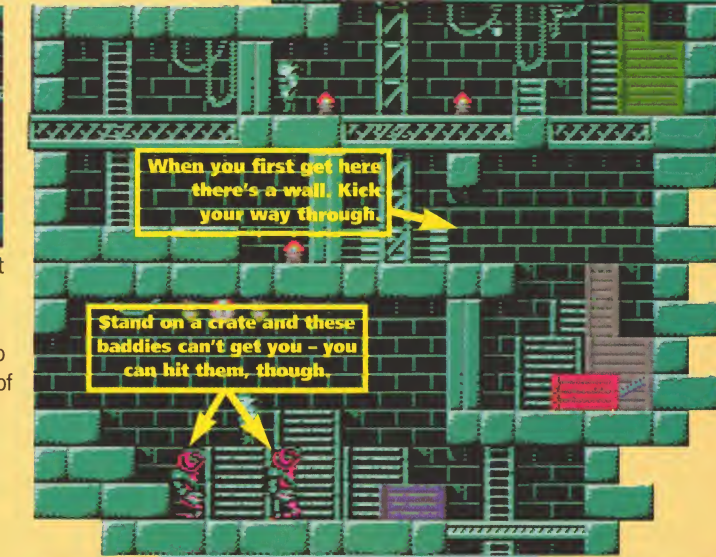 When you first get here
there's a wall. Kick
your way through.
Stand on a crate and these
baddies can't get you – you
can hit them, though.
of